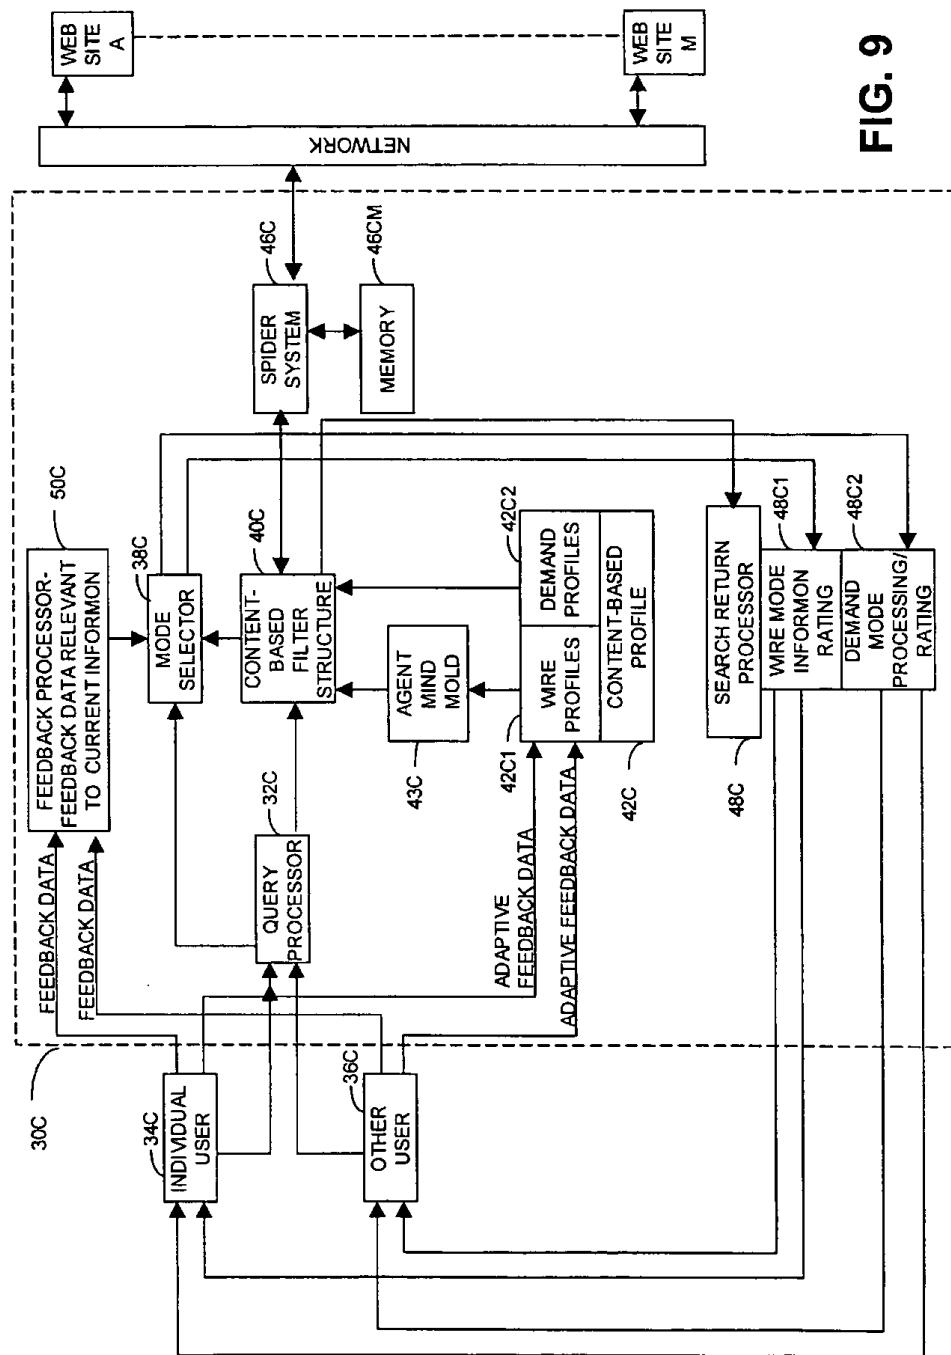 WEB
SITE
A
WEB
SITE
M
NETWORK
FIG. 9
46C
SPIDER
SYSTEM
46CM
MEMORY
50C
FEEDBACK PROCESSOR-
FEEDBACK DATA RELEVANT
TO CURRENT INFORMON
38C
MODE
SELECTOR
40C
CONTENT-
BASED
FILTER
STRUCTURE
AGENT
MIND
MOLD
43C
42C2
DEMAND
PROFILES
WIRE
PROFILES
42C1
CONTENT-BASED
PROFILE
42C
SEARCH RETURN
PROCESSOR
48C
48C1
WIRE MODE
INFORMON
RATING
48C2
DEMAND
MODE
PROCESSING/
RATING
32C
QUERY
PROCESSOR
FEEDBACK DATA
FEEDBACK DATA
ADAPTIVE
FEEDBACK DATA
ADAPTIVE FEEDBACK DATA
30C
34C
INDIVIDUAL
USER
36C
OTHER
USER